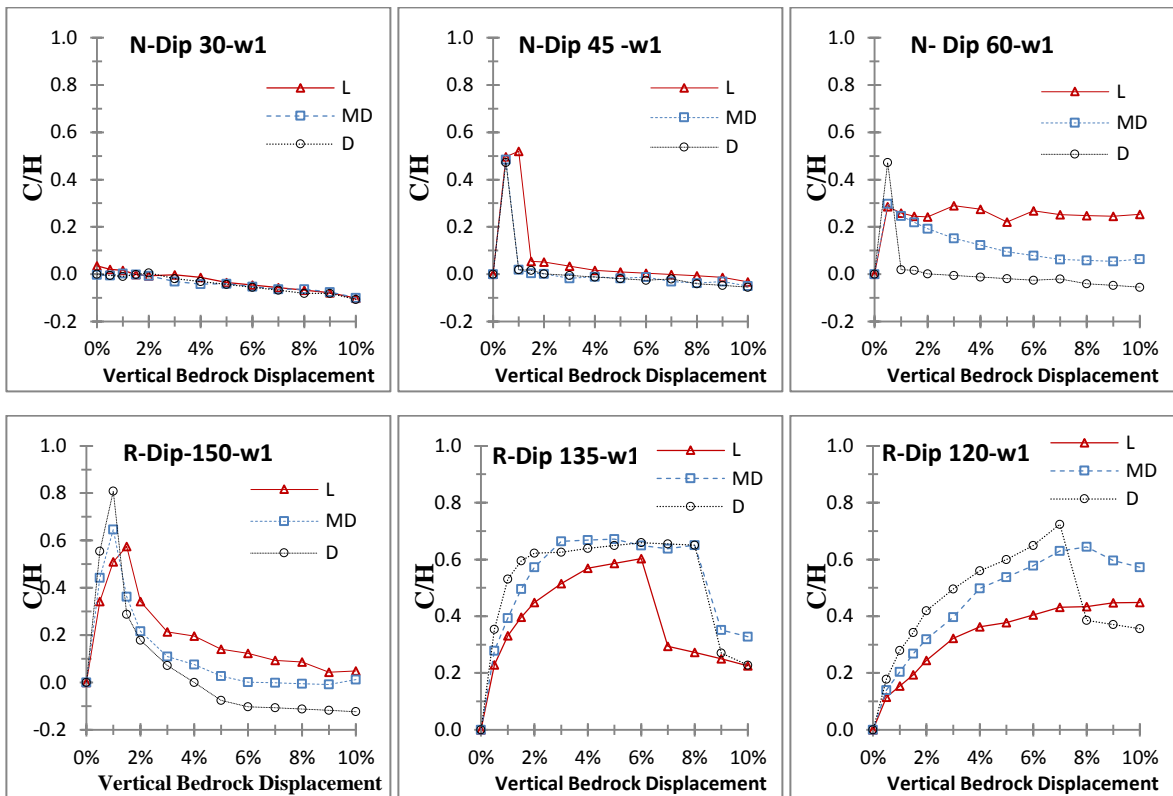 N-Dip 30-w1
1.0
0.8
0.6
0.4
0.2
0.0
-0.2
C/H
L
MD
D
0% 2% 4% 6% 8% 10%
Vertical Bedrock Displacement
N-Dip 45 -w1
1.0
0.8
0.6
0.4
0.2
0.0
-0.2
C/H
L
MD
D
0% 2% 4% 6% 8% 10%
Vertical Bedrock Displacement
N- Dip 60-w1
1.0
0.8
0.6
0.4
0.2
0.0
-0.2
C/H
L
MD
D
0% 2% 4% 6% 8% 10%
Vertical Bedrock Displacement
R-Dip-150-w1
1.0
0.8
0.6
0.4
0.2
0.0
-0.2
C/H
L
MD
D
0% 2% 4% 6% 8% 10%
Vertical Bedrock Displacement
R-Dip 135-w1
1.0
0.8
0.6
0.4
0.2
0.0
C/H
L
MD
D
0% 2% 4% 6% 8% 10%
Vertical Bedrock Displacement
R-Dip 120-w1
1.0
0.8
0.6
0.4
0.2
0.0
C/H
L
MD
D
0% 2% 4% 6% 8% 10%
Vertical Bedrock Displacement